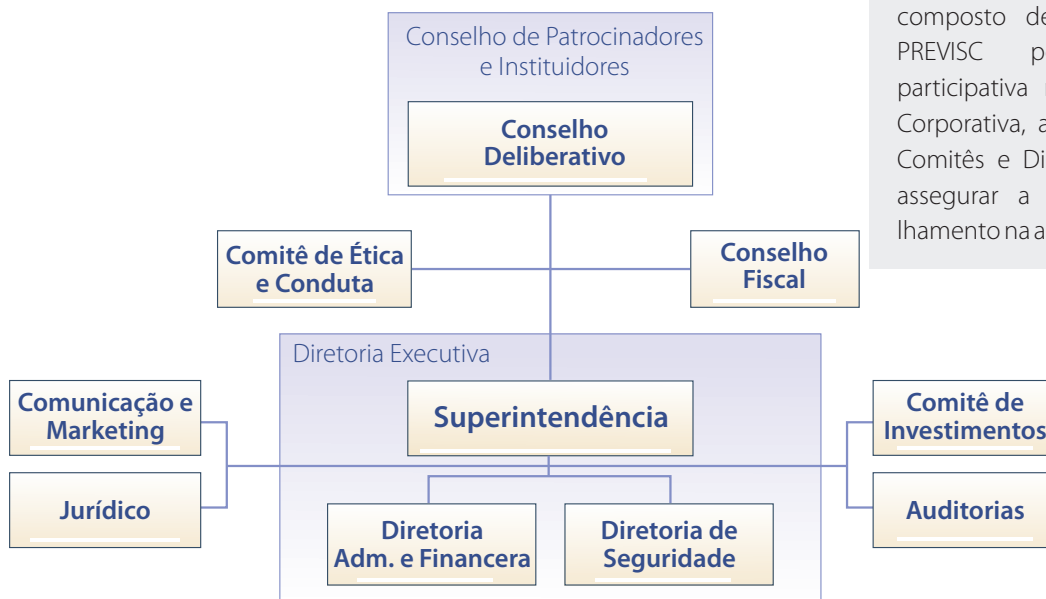 Conselho de Patrocinadores
e Instituidores
Conselho
Deliberativo
composto de
PREVISC
participativa
Corporativa, a
Comitês e Di
assegurar a
lhamento na a
Comitê de Ética
e Conduta
Conselho
Fiscal
Diretoria Executiva
Superintendência
Comunicação e
Marketing
Jurídico
Comitê de
Investimentos
Auditorias
Diretoria
Adm. e Financera
Diretoria de
Seguridade